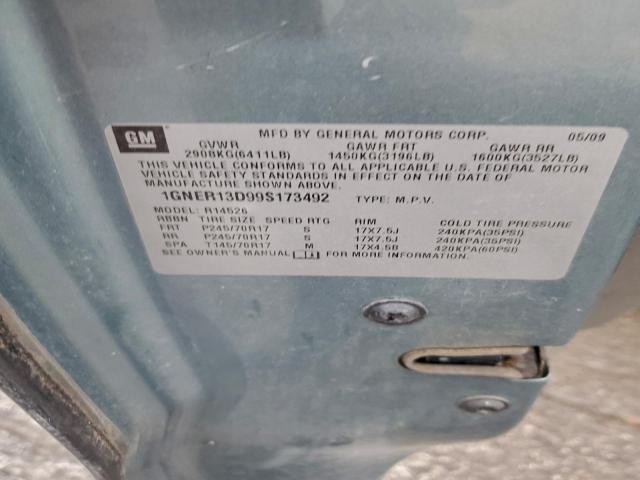 GM
MFD BY GENERAL MOTORS CORP. 05/09
GVWR GAWR FRT GAWR RR
2908KG(6411LB) 1450KG(3196LB) 1600KG(3527LB)
THIS VEHICLE CONFORMS TO ALL APPLICABLE U.S. FEDERAL MOTOR
VEHICLE SAFETY STANDARDS IN EFFECT ON THE DATE OF
MANUFACTURE SHOWN ABOVE.
1GNER13D99S173492 TYPE: M.P.V.
MODEL: R14526
RBBN TIRE SIZE SPEED RTG RIM COLD TIRE PRESSURE
FRT P245/70R17 S 17X7.5J 240KPA(35PSI)
RR P245/70R17 S 17X7.5J 240KPA(35PSI)
SPA T145/70R17 M 17X4.5B 420KPA(60PSI)
SEE OWNER'S MANUAL FOR MORE INFORMATION.